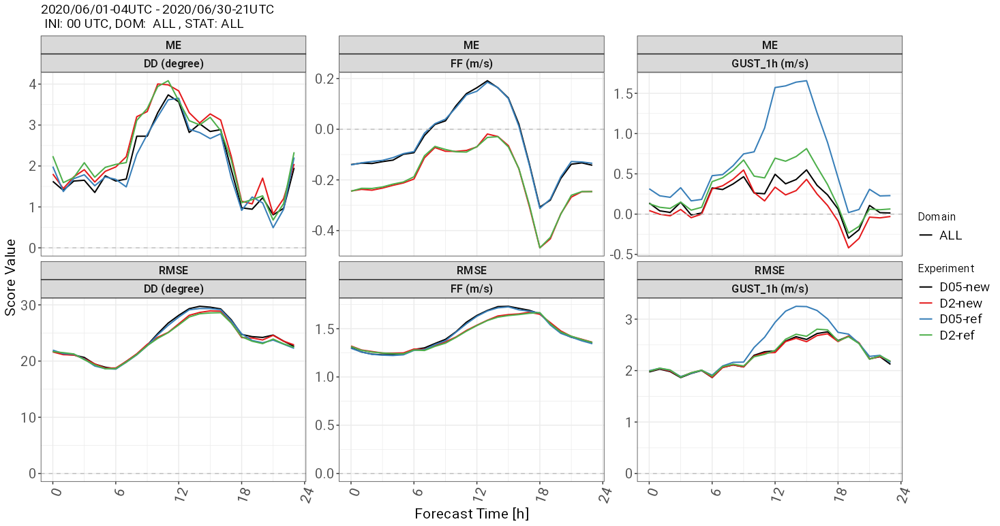 2020/06/01-04UTC - 2020/06/30-21UTC
INI: 00 UTC, DOM: ALL , STAT: ALL
ME ME ME
DD (degree) FF (m/s) GUST_1h (m/s)
4
3
2
1
0
0.2
0.0
-0.2
-0.4
1.5
1.0
0.5
0.0
-0.5
RMSE RMSE RMSE
DD (degree) FF (m/s) GUST_1h (m/s)
30
20
10
0
1.5
1.0
0.5
0.0
3
2
1
0
0 6 12 18 24 0 6 12 18 24 0 6 12 18 24
Score Value
Forecast Time [h]
Domain
ALL
Experiment
D05-new
D2-new
D05-ref
D2-ref